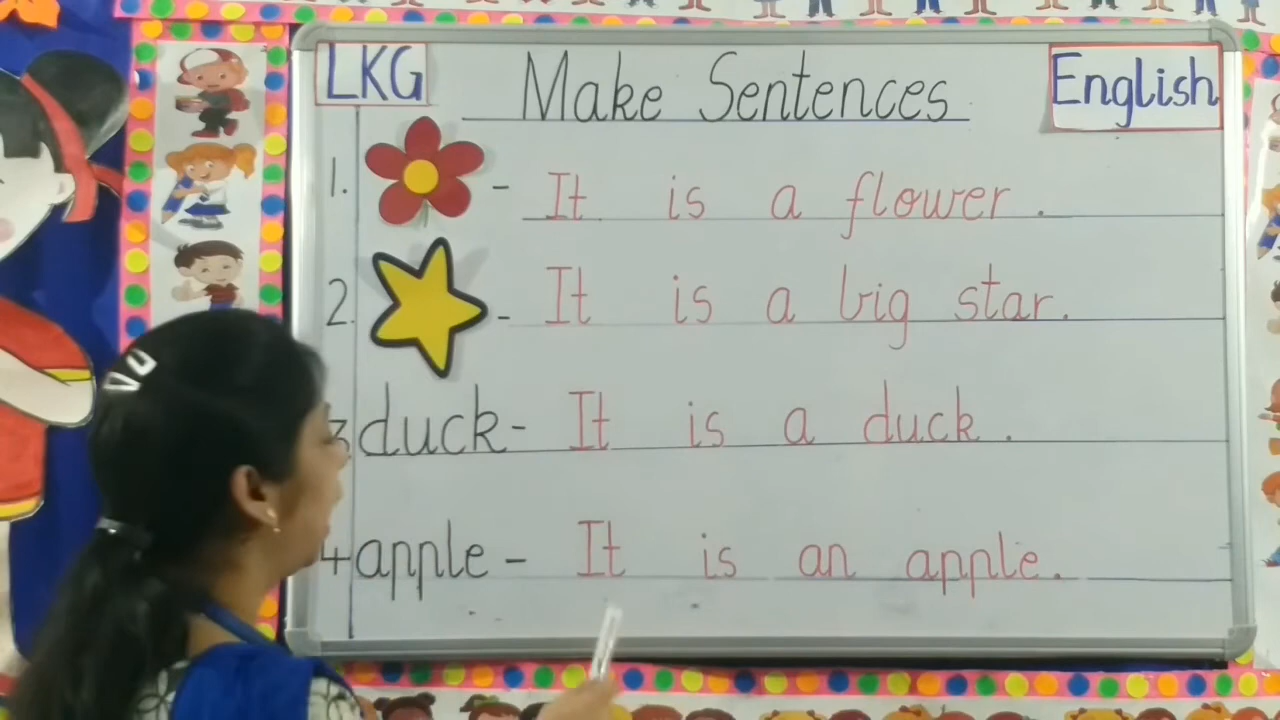 LKG Make Sentences English
1. - It is a flower.
2. - It is a big star.
3 duck - It is a duck.
4 apple - It is an apple.